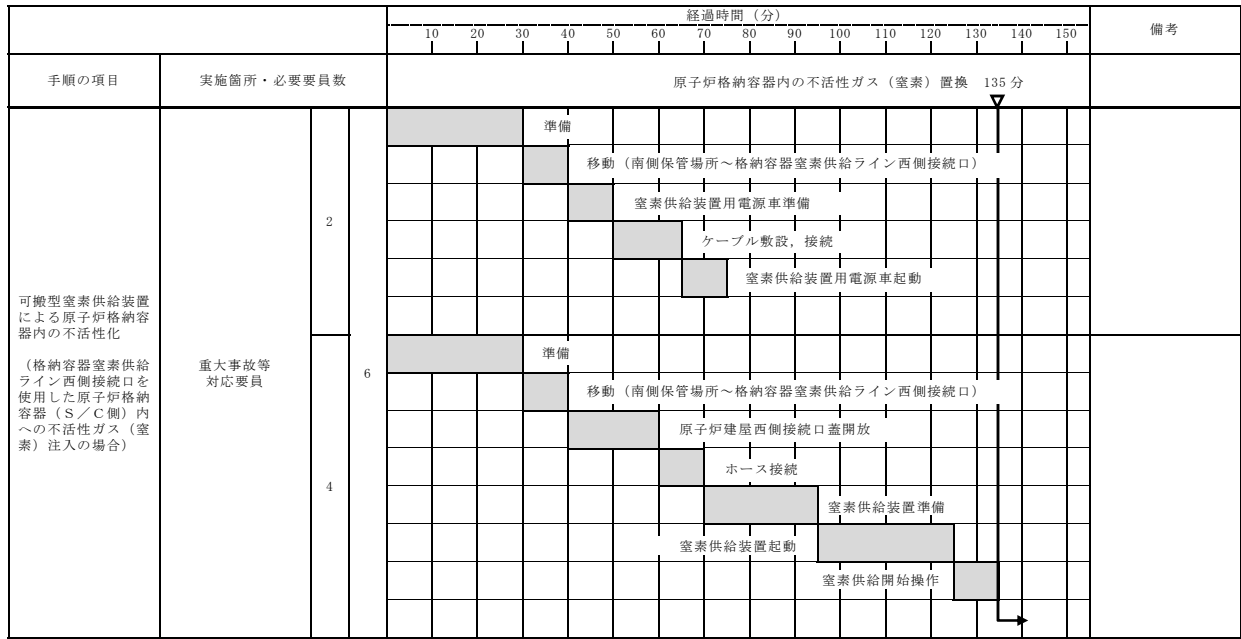 経過時間（分）
備考
10 20 30 40 50 60 70 80 90 100 110 120 130 140 150
手順の項目
実施箇所・必要要員数
原子炉格納容器内の不活性ガス（窒素）置換 135分
可搬型窒素供給装置
による原子炉格納容
器内の不活性化
（格納容器窒素供給
ライン西側接続口を
使用した原子炉格納
容器（Ｓ／Ｃ側）内
への不活性ガス（窒
素）注入の場合）
重大事故等
対応要員
2
6
準備
移動（南側保管場所～格納容器窒素供給ライン西側接続口）
窒素供給装置用電源車準備
ケーブル敷設，接続
窒素供給装置用電源車起動
4
準備
移動（南側保管場所～格納容器窒素供給ライン西側接続口）
原子炉建屋西側接続口蓋開放
ホース接続
窒素供給装置準備
窒素供給装置起動
窒素供給開始操作